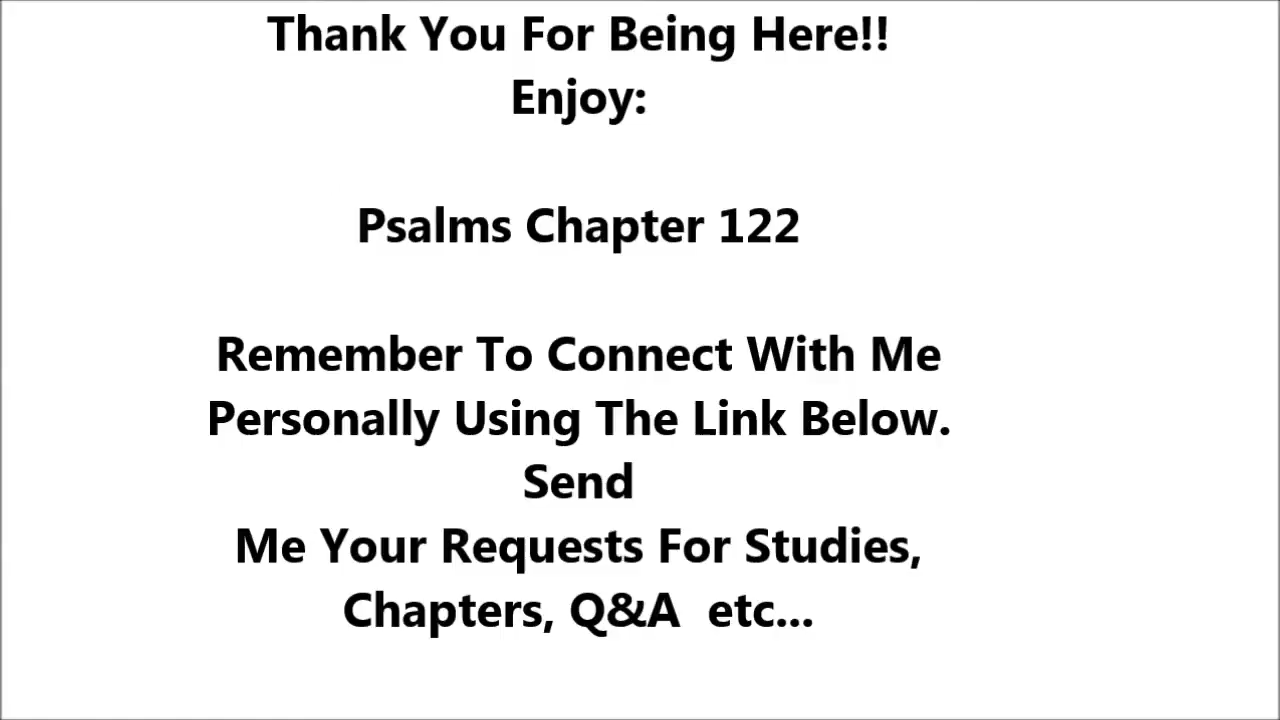 Thank You For Being Here!!
Enjoy:
Psalms Chapter 122
Remember To Connect With Me
Personally Using The Link Below.
Send
Me Your Requests For Studies,
Chapters, Q&A  etc...